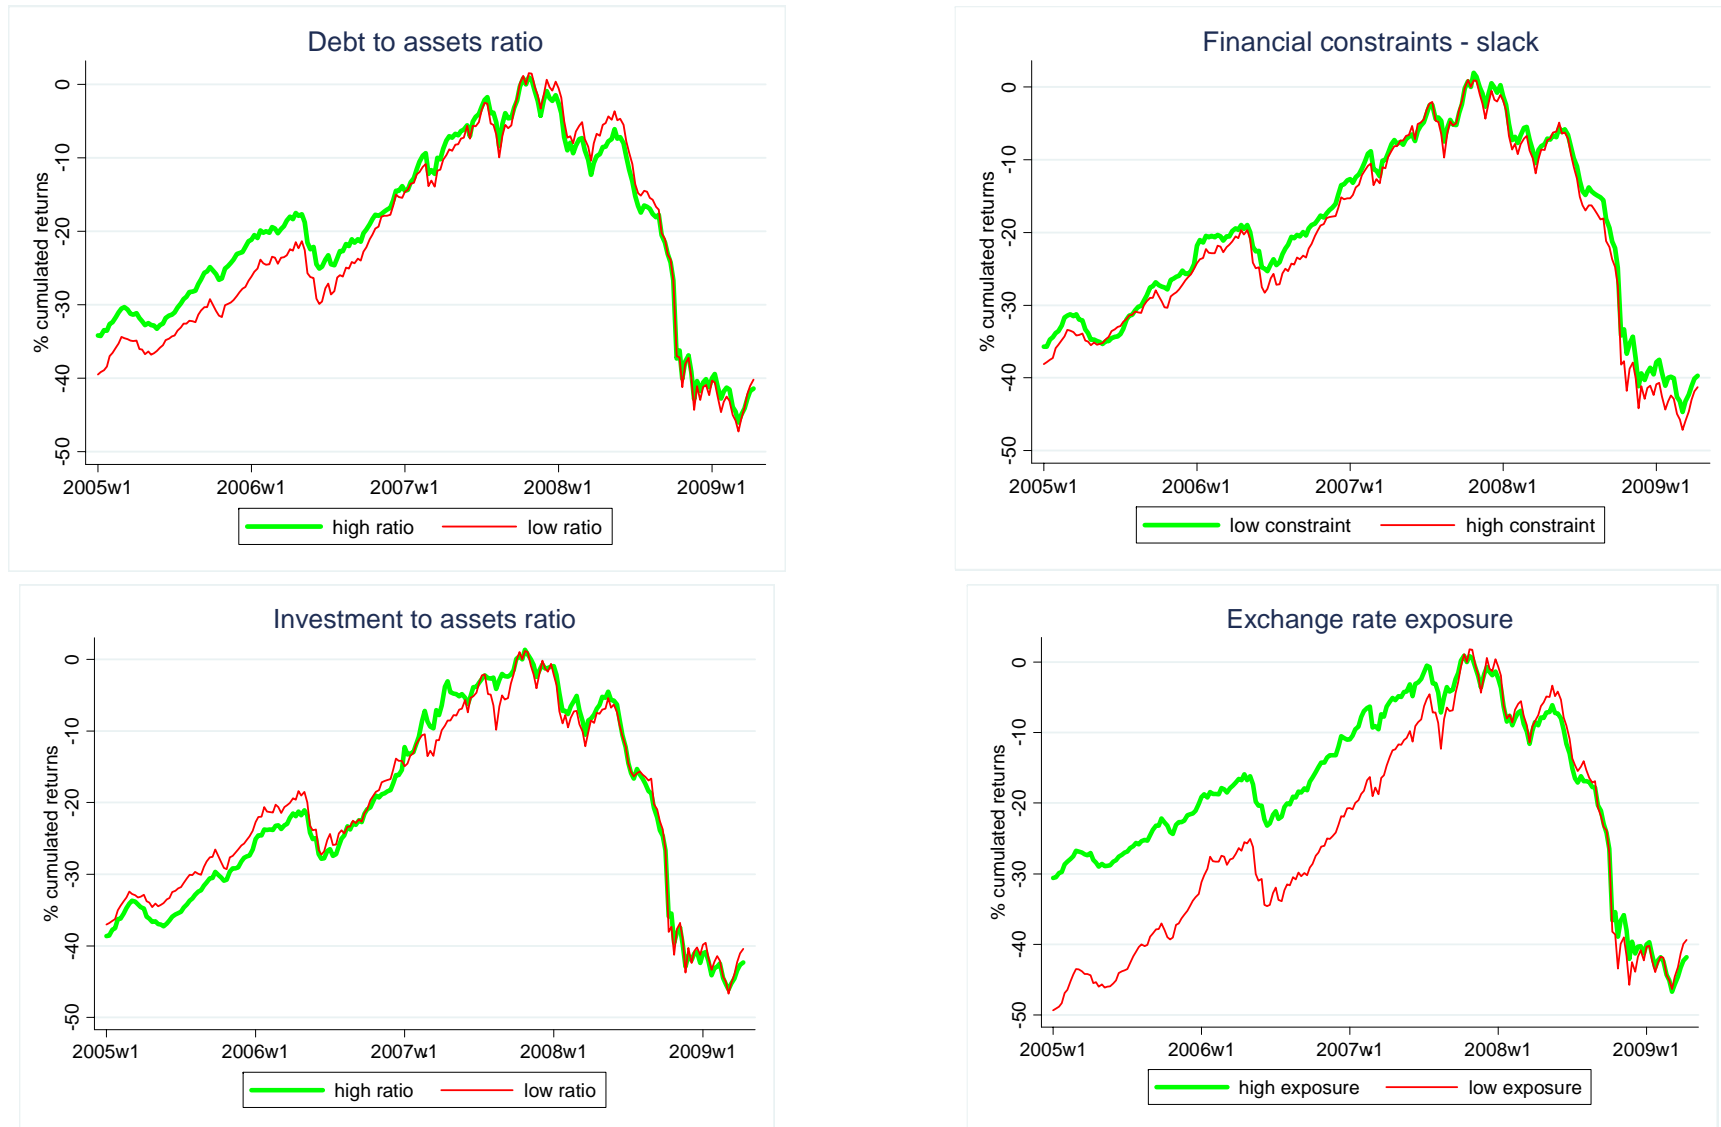 Debt to assets ratio
% cumulated returns
0
-10
-20
-30
-40
-50
2005w1 2006w1 2007w1 2008w1 2009w1
high ratio low ratio
Financial constraints - slack
% cumulated returns
0
-10
-20
-30
-40
-50
2005w1 2006w1 2007w1 2008w1 2009w1
low constraint high constraint
Investment to assets ratio
% cumulated returns
0
-10
-20
-30
-40
-50
2005w1 2006w1 2007w1 2008w1 2009w1
high ratio low ratio
Exchange rate exposure
% cumulated returns
0
-10
-20
-30
-40
-50
2005w1 2006w1 2007w1 2008w1 2009w1
high exposure low exposure